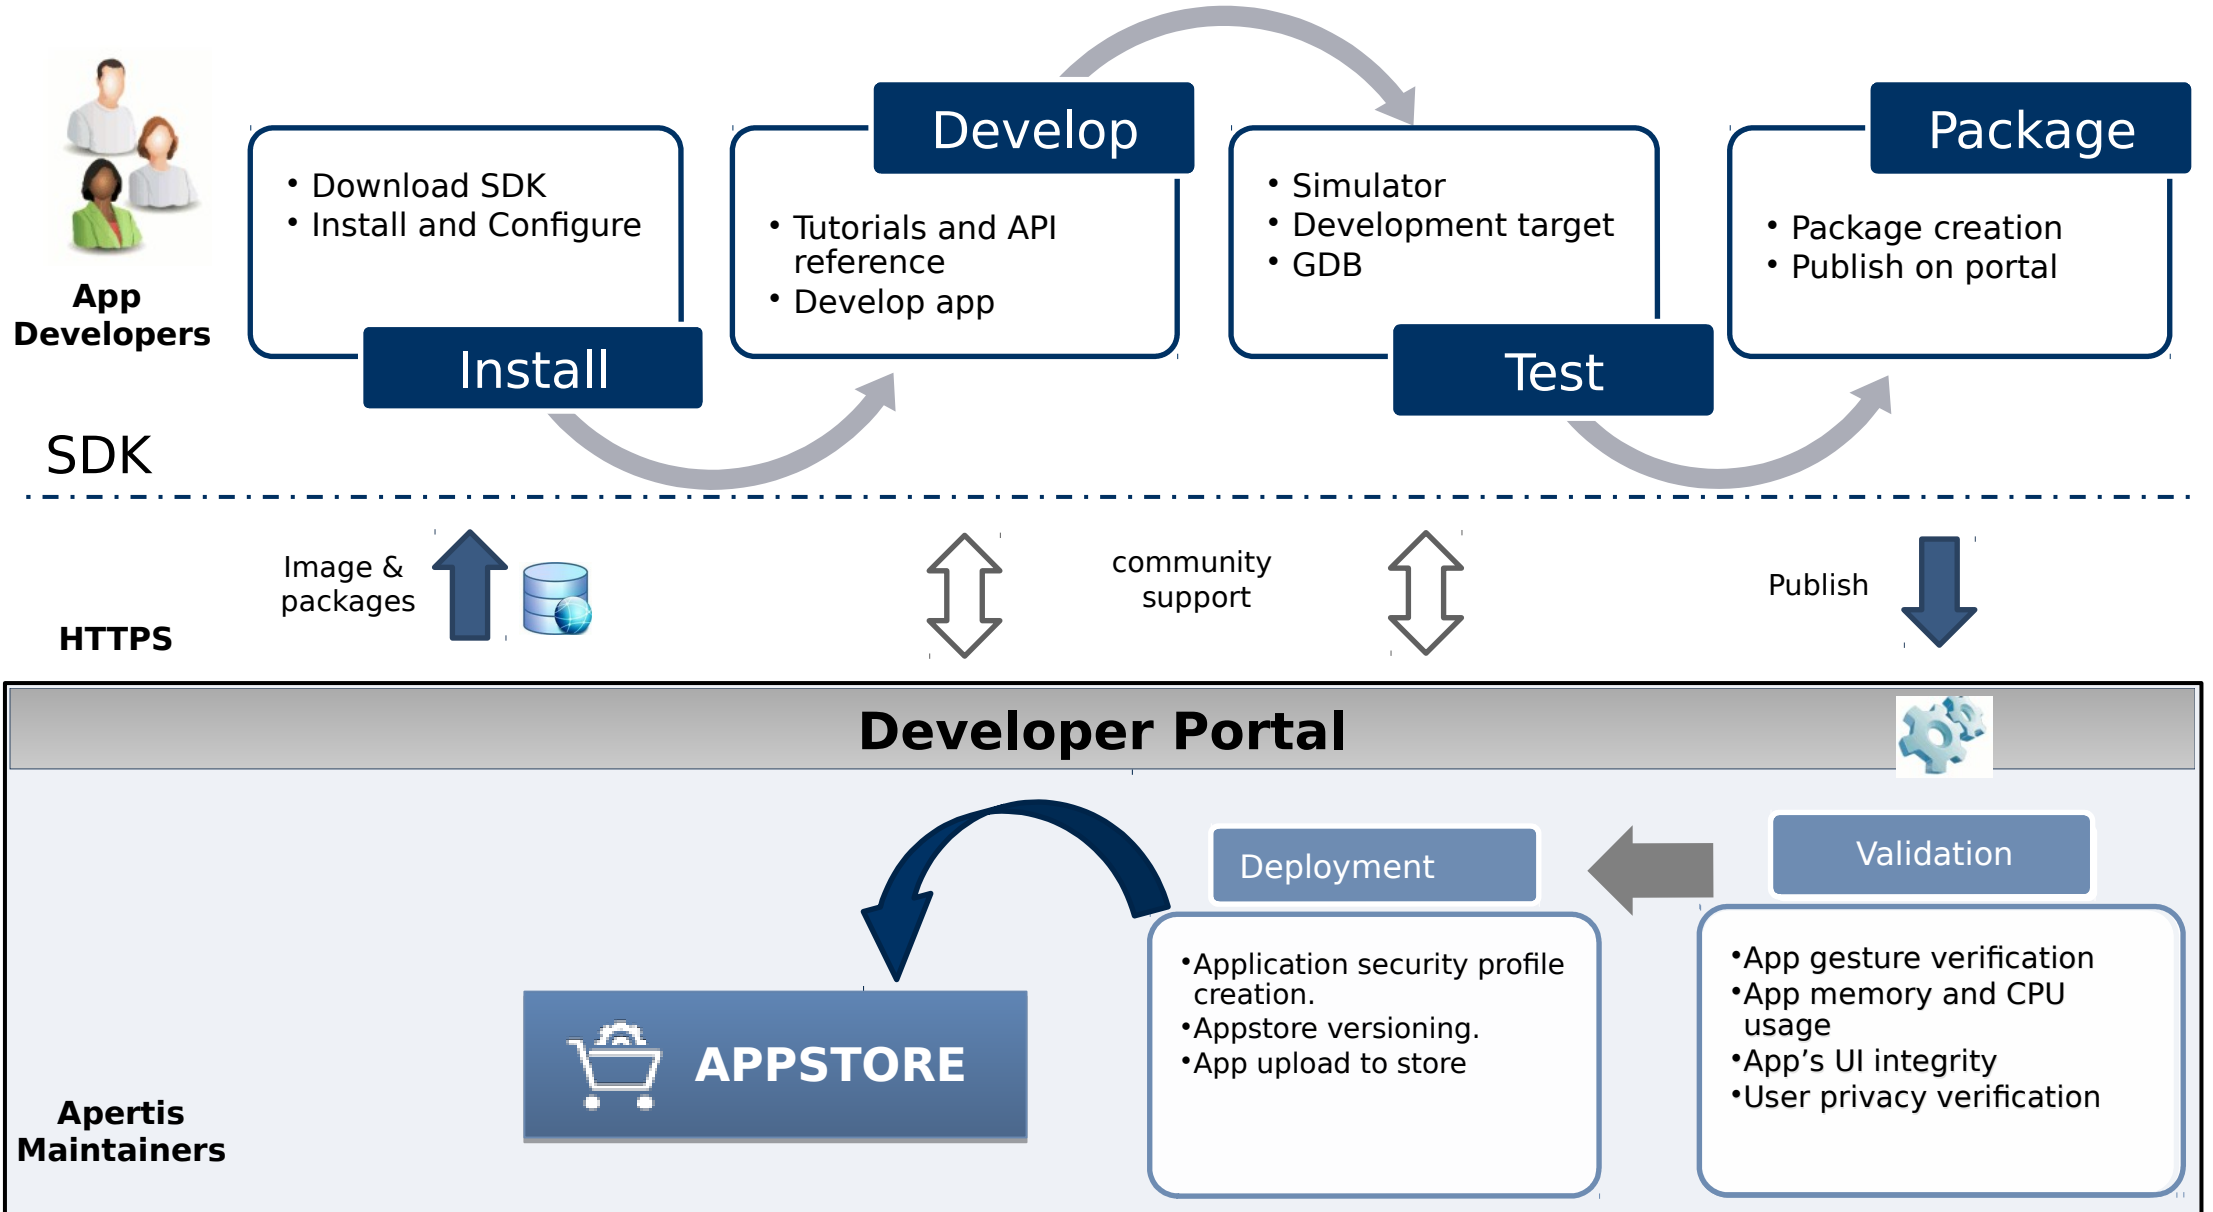 App
Developers
• Download SDK
• Install and Configure
Install
Develop
• Tutorials and API
reference
• Develop app
• Simulator
• Development target
• GDB
Test
Package
• Package creation
• Publish on portal
SDK
HTTPS
Image &
packages
community
support
Publish
Developer Portal
Deployment
•Application security profile
creation.
•Appstore versioning.
•App upload to store
Validation
•App gesture verification
•App memory and CPU
usage
•App’s UI integrity
•User privacy verification
APPSTORE
Apertis
Maintainers